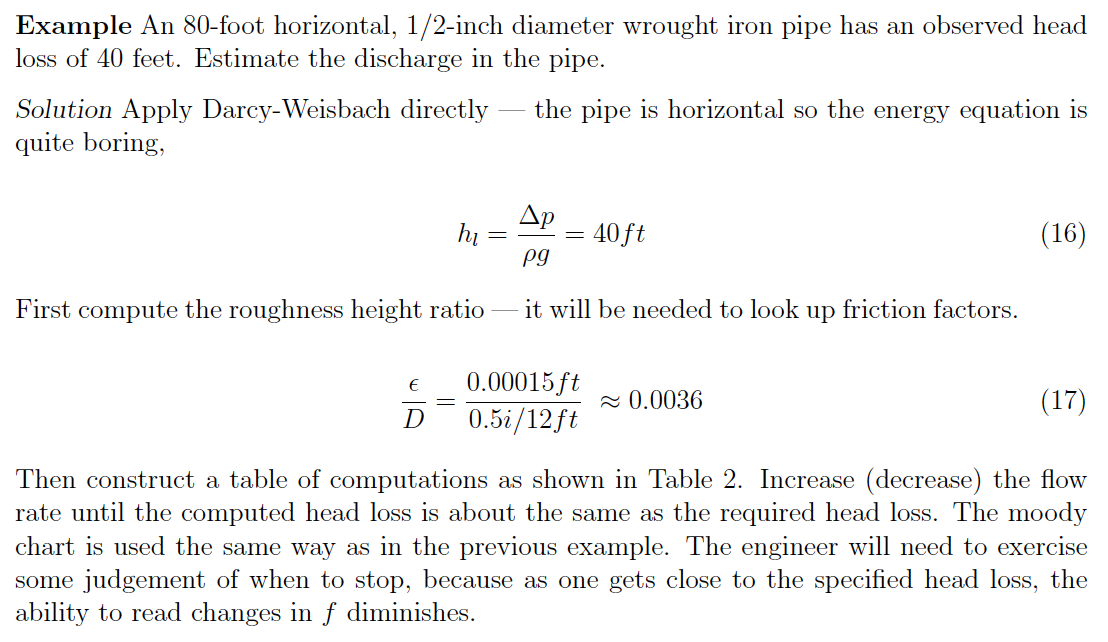 Example An 80-foot horizontal, 1/2-inch diameter wrought iron pipe has an observed head
loss of 40 feet. Estimate the discharge in the pipe.
Solution Apply Darcy-Weisbach directly — the pipe is horizontal so the energy equation is
quite boring,
h_l = Δp/ρg = 40ft (16)
First compute the roughness height ratio — it will be needed to look up friction factors.
ϵ/D = 0.00015ft/0.5i/12ft ≈ 0.0036 (17)
Then construct a table of computations as shown in Table 2. Increase (decrease) the flow
rate until the computed head loss is about the same as the required head loss. The moody
chart is used the same way as in the previous example. The engineer will need to exercise
some judgement of when to stop, because as one gets close to the specified head loss, the
ability to read changes in f diminishes.